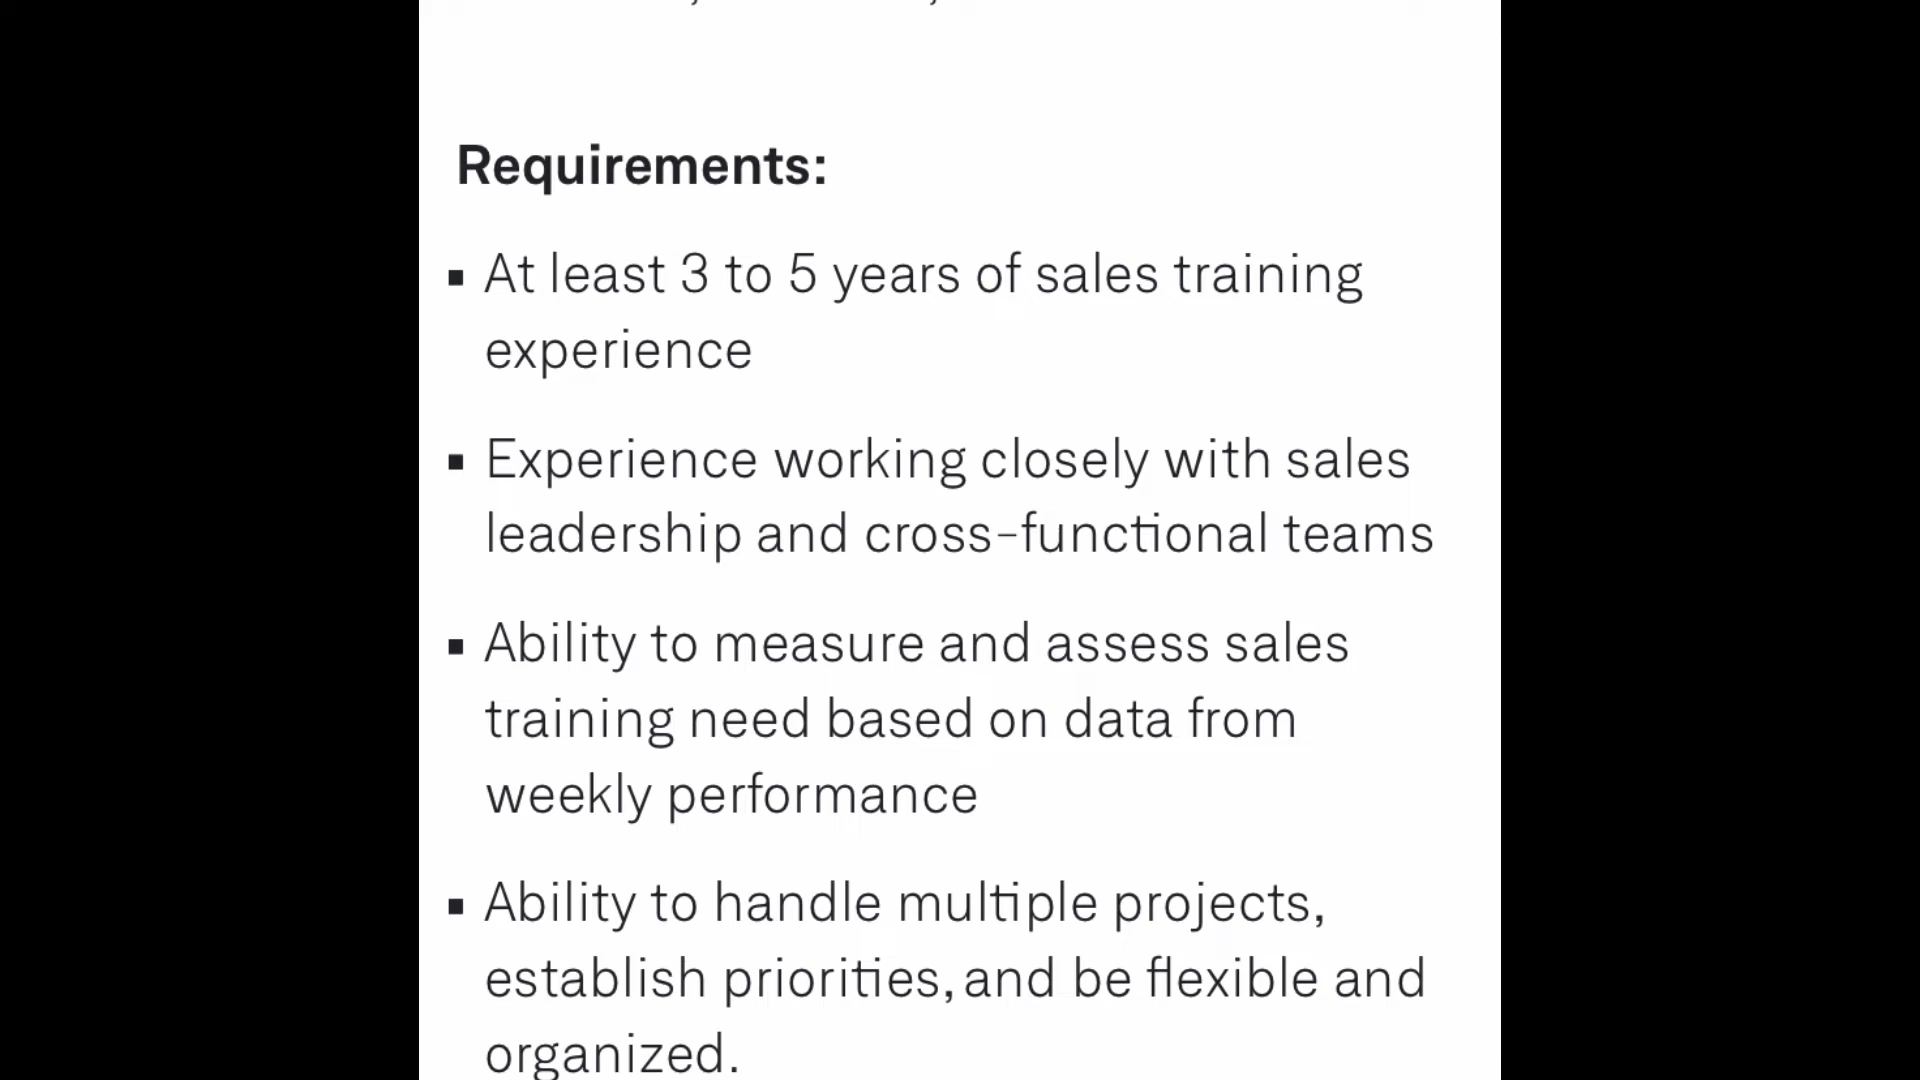 Requirements:
▪ At least 3 to 5 years of sales training
experience
▪ Experience working closely with sales
leadership and cross-functional teams
▪ Ability to measure and assess sales
training need based on data from
weekly performance
▪ Ability to handle multiple projects,
establish priorities, and be flexible and
organized.